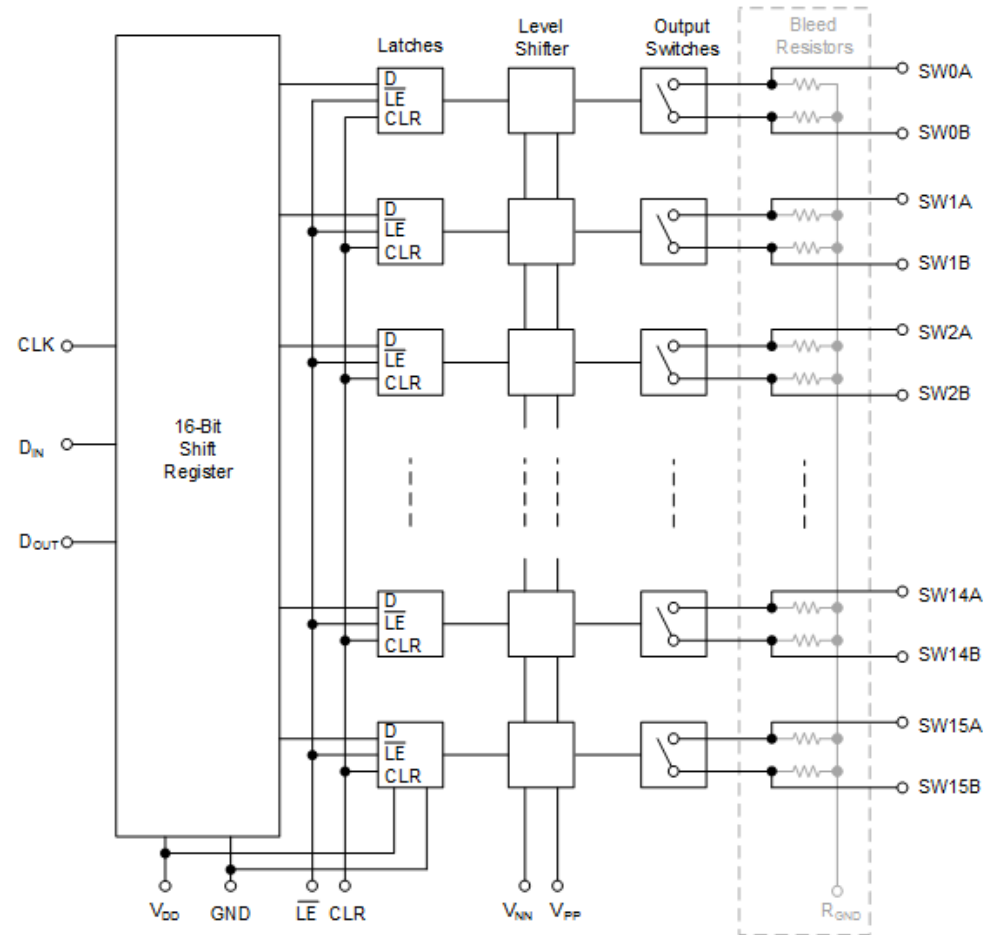 Latches
Level
Shifter
Output
Switches
Bleed
Resistors
D
LE
CLR
SW0A
SW0B
D
LE
CLR
SW1A
SW1B
D
LE
CLR
SW2A
SW2B
CLK
DIN
DOUT
16-Bit
Shift
Register
D
LE
CLR
SW14A
SW14B
D
LE
CLR
SW15A
SW15B
VDD
GND
LE
CLR
VNN
VPP
RGND